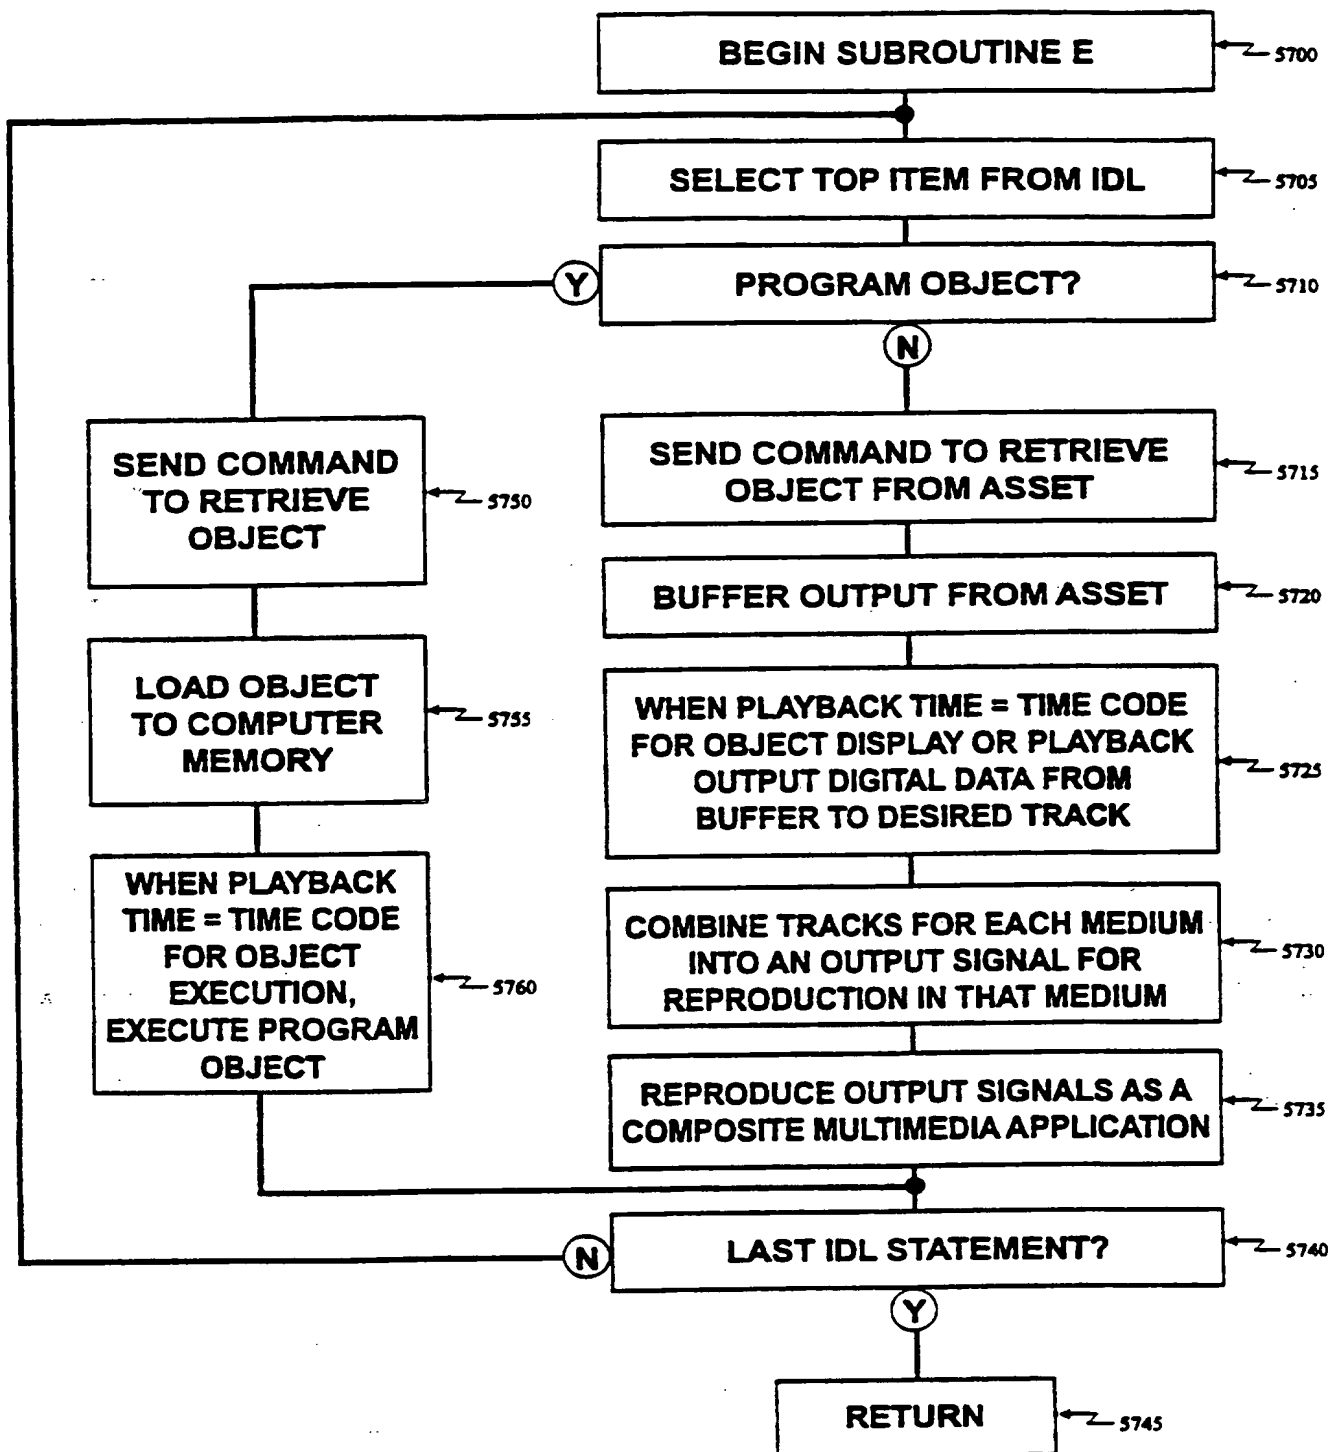 BEGIN SUBROUTINE E
5700
SELECT TOP ITEM FROM IDL
5705
Y
PROGRAM OBJECT?
5710
N
SEND COMMAND
TO RETRIEVE
OBJECT
5750
SEND COMMAND TO RETRIEVE
OBJECT FROM ASSET
5715
BUFFER OUTPUT FROM ASSET
5720
LOAD OBJECT
TO COMPUTER
MEMORY
5755
WHEN PLAYBACK TIME = TIME CODE
FOR OBJECT DISPLAY OR PLAYBACK
OUTPUT DIGITAL DATA FROM
BUFFER TO DESIRED TRACK
5725
WHEN PLAYBACK
TIME = TIME CODE
FOR OBJECT
EXECUTION,
EXECUTE PROGRAM
OBJECT
5760
COMBINE TRACKS FOR EACH MEDIUM
INTO AN OUTPUT SIGNAL FOR
REPRODUCTION IN THAT MEDIUM
5730
REPRODUCE OUTPUT SIGNALS AS A
COMPOSITE MULTIMEDIA APPLICATION
5735
N
LAST IDL STATEMENT?
5740
Y
RETURN
5745